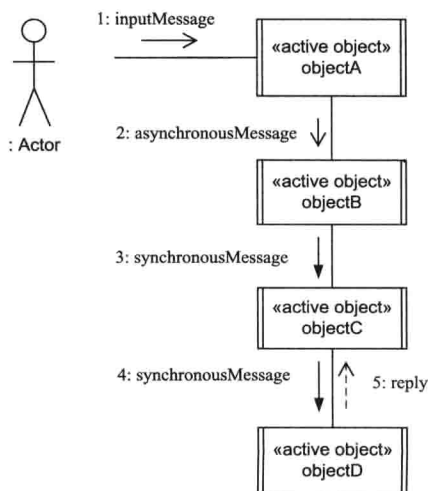 1: inputMessage
«active object»
objectA
: Actor
2: asynchronousMessage
«active object»
objectB
3: synchronousMessage
«active object»
objectC
4: synchronousMessage
5: reply
«active object»
objectD